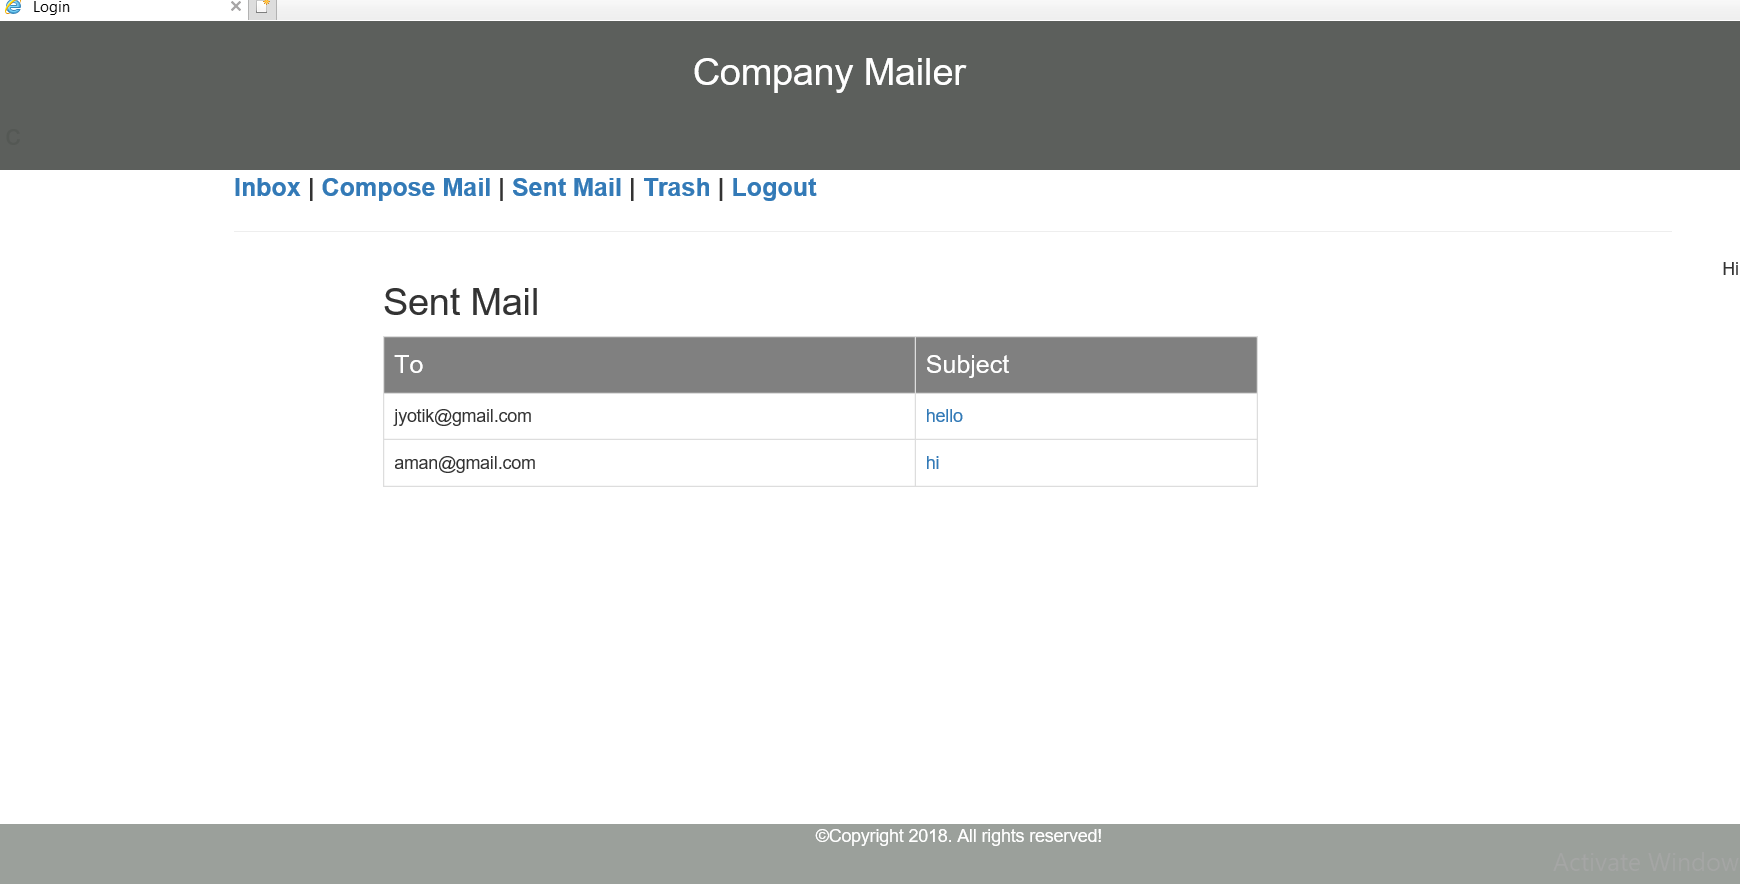 Login
Company Mailer
C
Inbox | Compose Mail | Sent Mail | Trash | Logout
Hi
Sent Mail
To Subject
jyotik@gmail.com hello
aman@gmail.com hi
©Copyright 2018. All rights reserved!
Activate Window